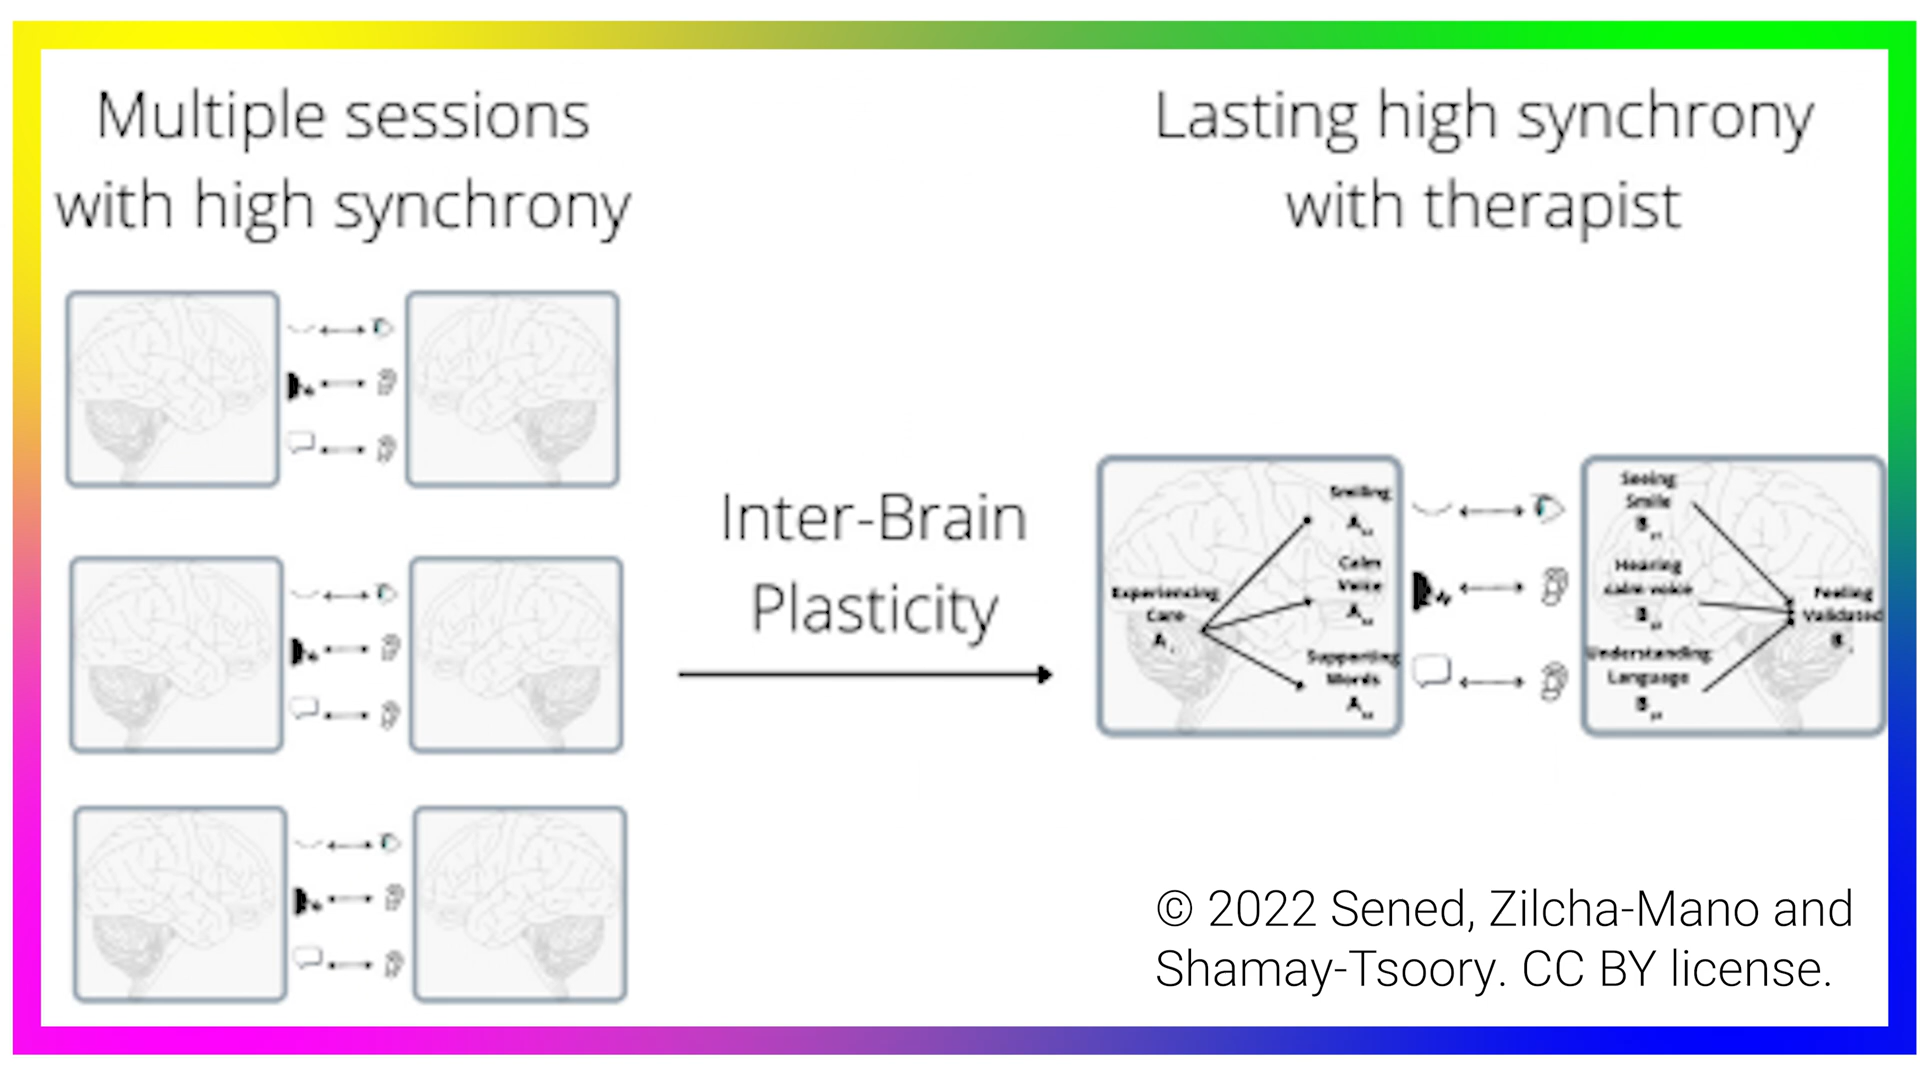 Multiple sessions
with high synchrony
Lasting high synchrony
with therapist
Inter-Brain
Plasticity
Experiencing
Care
A
Smiling
A
Calm
Voice
A
Supporting
Words
A
Seeing
Smile
B
Hearing
calm voice
B
Understanding
Language
B
Feeling
Validated
B
© 2022 Sened, Zilcha-Mano and
Shamay-Tsoory. CC BY license.